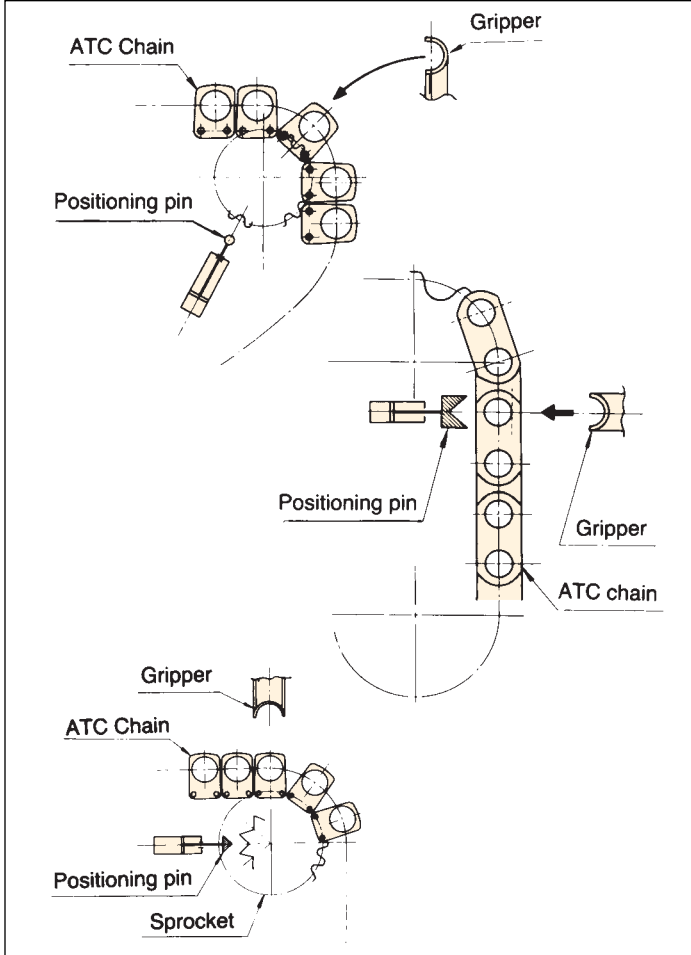 Gripper
ATC Chain
Positioning pin
Positioning pin
Gripper
ATC chain
Gripper
ATC Chain
Positioning pin
Sprocket